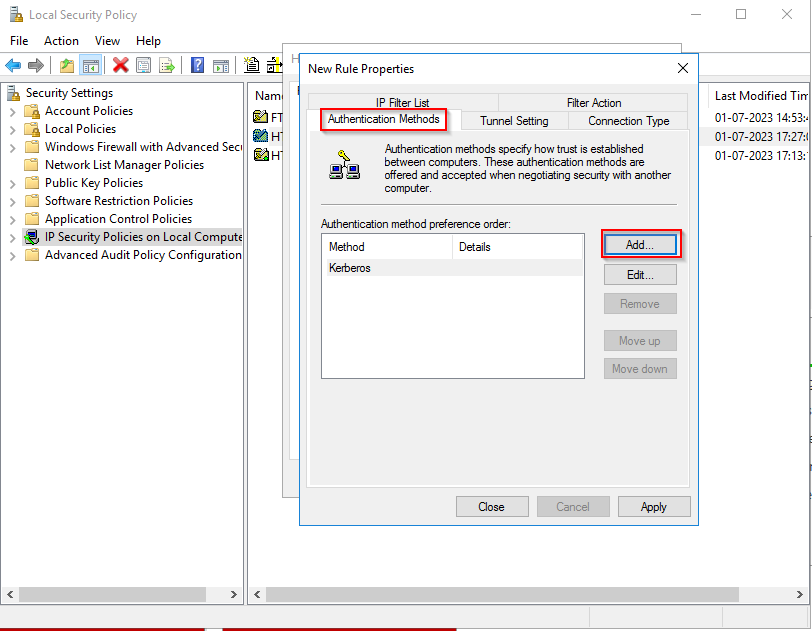 Local Security Policy
File Action View Help
Security Settings
Account Policies
Local Policies
Windows Firewall with Advanced Secu
Network List Manager Policies
Public Key Policies
Software Restriction Policies
Application Control Policies
IP Security Policies on Local Compute
Advanced Audit Policy Configuration
Name
FT
HT
HT
Last Modified Tim
01-07-2023 14:53:4
01-07-2023 17:27:0
01-07-2023 17:13:1
New Rule Properties
IP Filter List
Filter Action
Authentication Methods
Tunnel Setting
Connection Type
Authentication methods specify how trust is established
between computers. These authentication methods are
offered and accepted when negotiating security with another
computer.
Authentication method preference order:
Method Details
Kerberos
Add...
Edit...
Remove
Move up
Move down
Close
Cancel
Apply